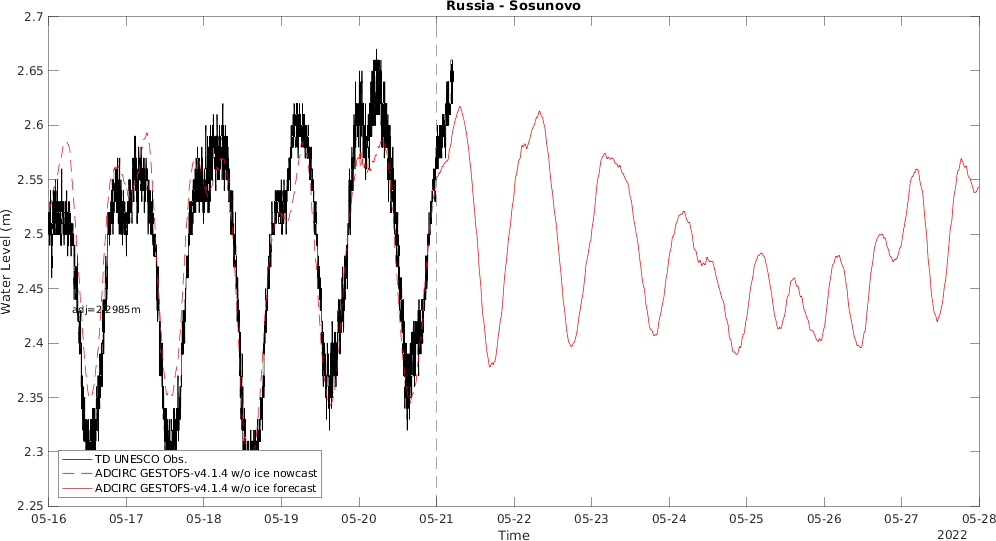 Russia - Sosunovo
2.7
2.65
2.6
2.55
2.5
2.45
2.4
2.35
2.3
2.25
Water Level (m)
adj=2.2985m
TD UNESCO Obs.
ADCIRC GESTOFS-v4.1.4 w/o ice nowcast
ADCIRC GESTOFS-v4.1.4 w/o ice forecast
05-16 05-17 05-18 05-19 05-20 05-21 05-22 05-23 05-24 05-25 05-26 05-27 05-28
Time
2022